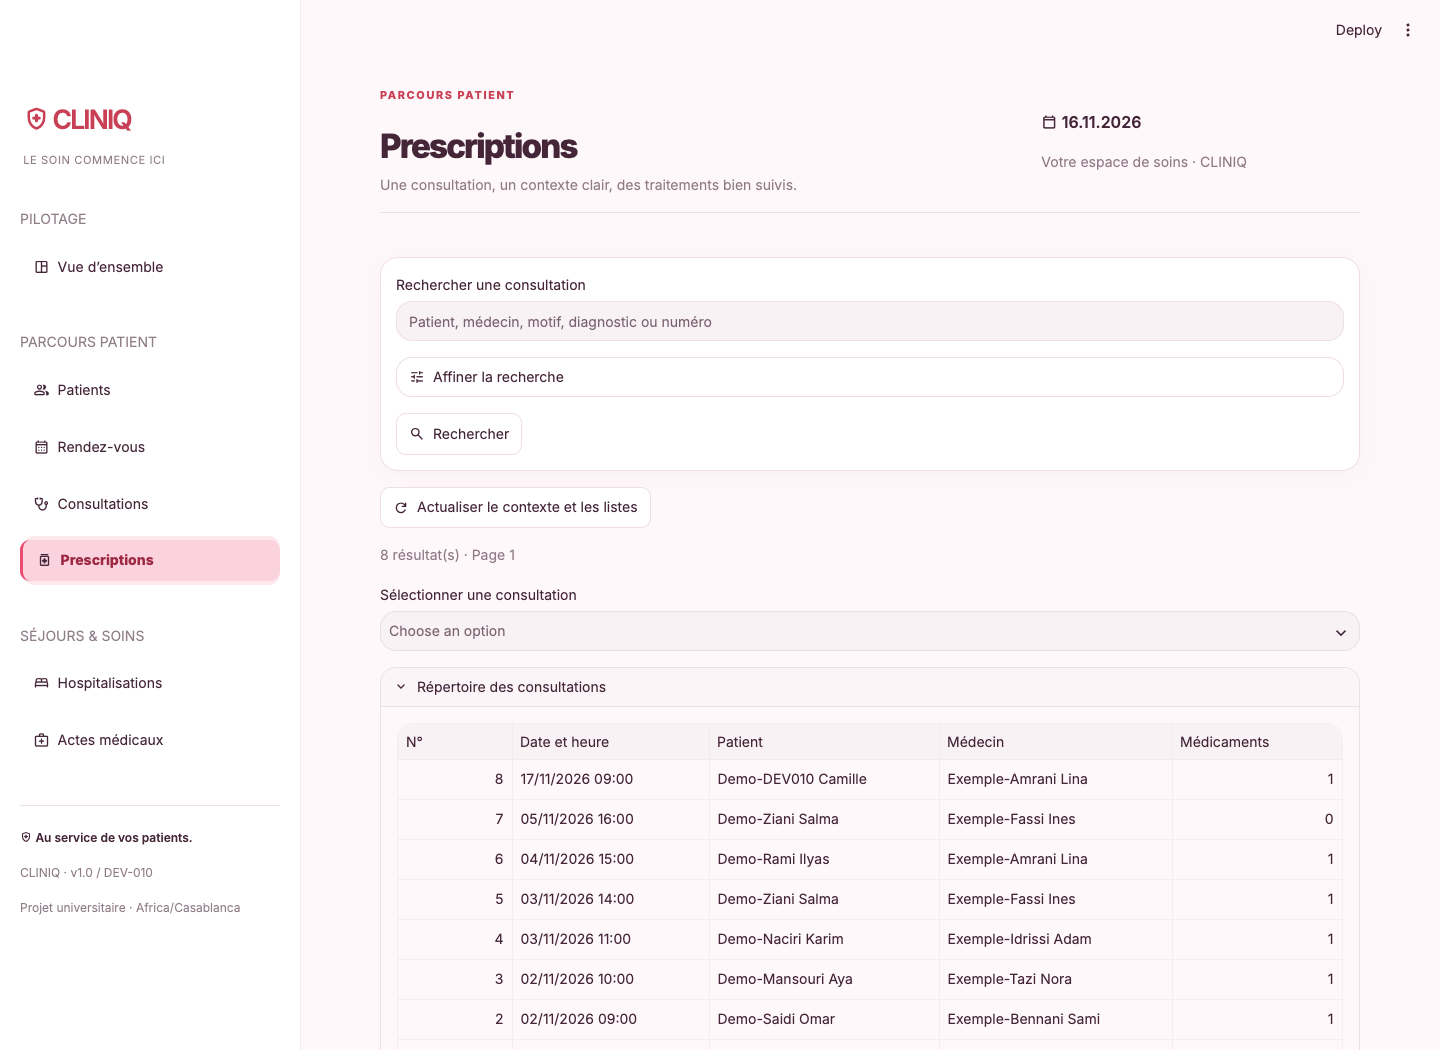 Deploy
CLINIQ
LE SOIN COMMENCE ICI
PILOTAGE
Vue d’ensemble
PARCOURS PATIENT
Patients
Rendez-vous
Consultations
Prescriptions
SÉJOURS & SOINS
Hospitalisations
Actes médicaux
Au service de vos patients.
CLINIQ · v1.0 / DEV-010
Projet universitaire · Africa/Casablanca
PARCOURS PATIENT
Prescriptions
Une consultation, un contexte clair, des traitements bien suivis.
16.11.2026
Votre espace de soins · CLINIQ
Rechercher une consultation
Patient, médecin, motif, diagnostic ou numéro
Affiner la recherche
Rechercher
Actualiser le contexte et les listes
8 résultat(s) · Page 1
Sélectionner une consultation
Choose an option
Répertoire des consultations
N° Date et heure Patient Médecin Médicaments
8 17/11/2026 09:00 Demo-DEV010 Camille Exemple-Amrani Lina 1
7 05/11/2026 16:00 Demo-Ziani Salma Exemple-Fassi Ines 0
6 04/11/2026 15:00 Demo-Rami Ilyas Exemple-Amrani Lina 1
5 03/11/2026 14:00 Demo-Ziani Salma Exemple-Fassi Ines 1
4 03/11/2026 11:00 Demo-Naciri Karim Exemple-Idrissi Adam 1
3 02/11/2026 10:00 Demo-Mansouri Aya Exemple-Tazi Nora 1
2 02/11/2026 09:00 Demo-Saidi Omar Exemple-Bennani Sami 1